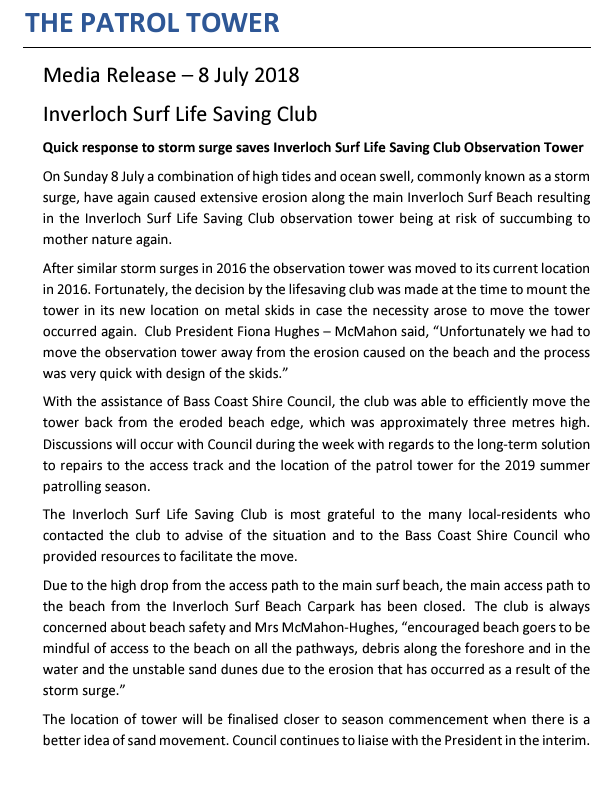 THE PATROL TOWER
Media Release – 8 July 2018
Inverloch Surf Life Saving Club
Quick response to storm surge saves Inverloch Surf Life Saving Club Observation Tower
On Sunday 8 July a combination of high tides and ocean swell, commonly known as a storm
surge, have again caused extensive erosion along the main Inverloch Surf Beach resulting
in the Inverloch Surf Life Saving Club observation tower being at risk of succumbing to
mother nature again.
After similar storm surges in 2016 the observation tower was moved to its current location
in 2016. Fortunately, the decision by the lifesaving club was made at the time to mount the
tower in its new location on metal skids in case the necessity arose to move the tower
occurred again.  Club President Fiona Hughes – McMahon said, “Unfortunately we had to
move the observation tower away from the erosion caused on the beach and the process
was very quick with design of the skids.”
With the assistance of Bass Coast Shire Council, the club was able to efficiently move the
tower back from the eroded beach edge, which was approximately three metres high.
Discussions will occur with Council during the week with regards to the long-term solution
to repairs to the access track and the location of the patrol tower for the 2019 summer
patrolling season.
The Inverloch Surf Life Saving Club is most grateful to the many local-residents who
contacted the club to advise of the situation and to the Bass Coast Shire Council who
provided resources to facilitate the move.
Due to the high drop from the access path to the main surf beach, the main access path to
the beach from the Inverloch Surf Beach Carpark has been closed.  The club is always
concerned about beach safety and Mrs McMahon-Hughes, “encouraged beach goers to be
mindful of access to the beach on all the pathways, debris along the foreshore and in the
water and the unstable sand dunes due to the erosion that has occurred as a result of the
storm surge.”
The location of tower will be finalised closer to season commencement when there is a
better idea of sand movement. Council continues to liaise with the President in the interim.